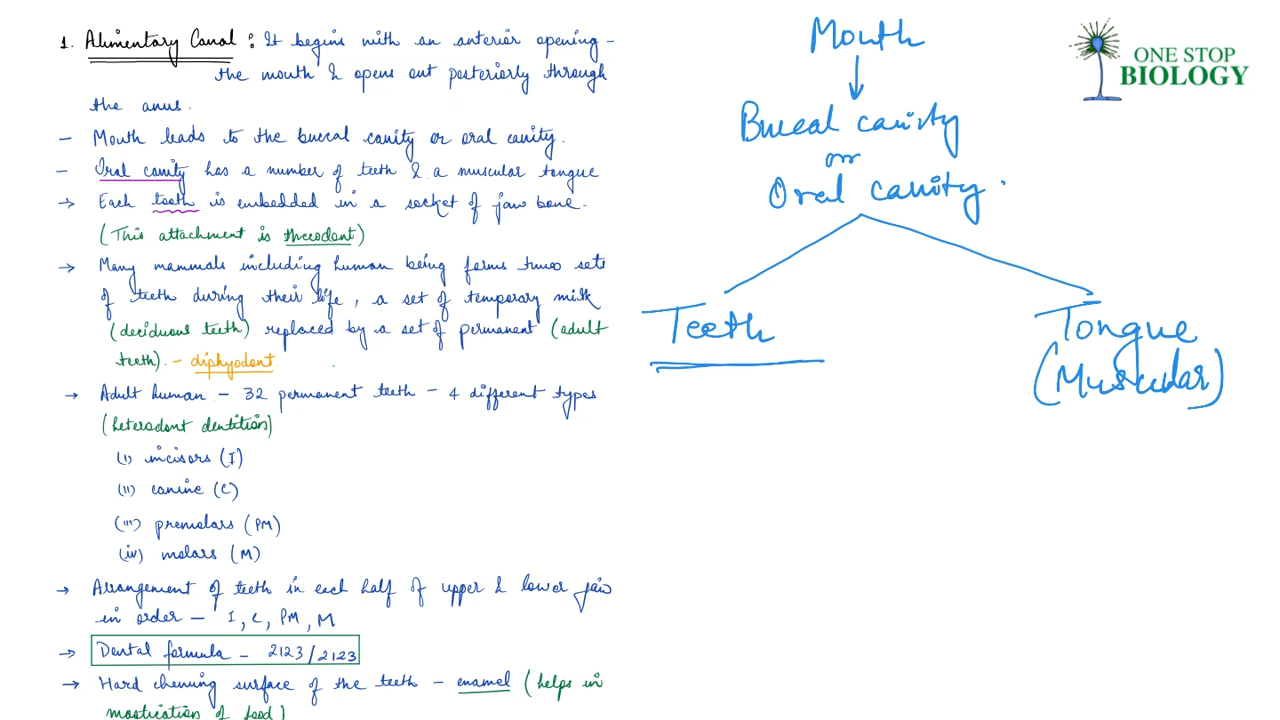 1. Alimentary Canal : It begins with an anterior opening -
the mouth & opens out posteriorly through
the anus.
- Mouth leads to the buccal cavity or oral cavity.
- Oral cavity has a number of teeth & a muscular tongue
→ Each tooth is embedded in a socket of jaw bone.
(This attachment is thecodont)
→ Many mammals including human being forms two sets
of teeth during their life, a set of temporary milk
(deciduous teeth) replaced by a set of permanent (adult
teeth). - diphyodont
→ Adult human - 32 permanent teeth - 4 different types
(heterodont dentition)
(i) incisors (I)
(ii) canine (C)
(iii) premolars (PM)
(iv) molars (M)
→ Arrangement of teeth in each half of upper & lower jaw
in order - I, C, PM, M
→ Dental formula - 2123/2123
→ Hard chewing surface of the teeth - enamel (helps in
mastication of food)
Mouth
↓
Buccal cavity
or
Oral cavity.
Teeth
Tongue
(Muscular)
ONE STOP
BIOLOGY